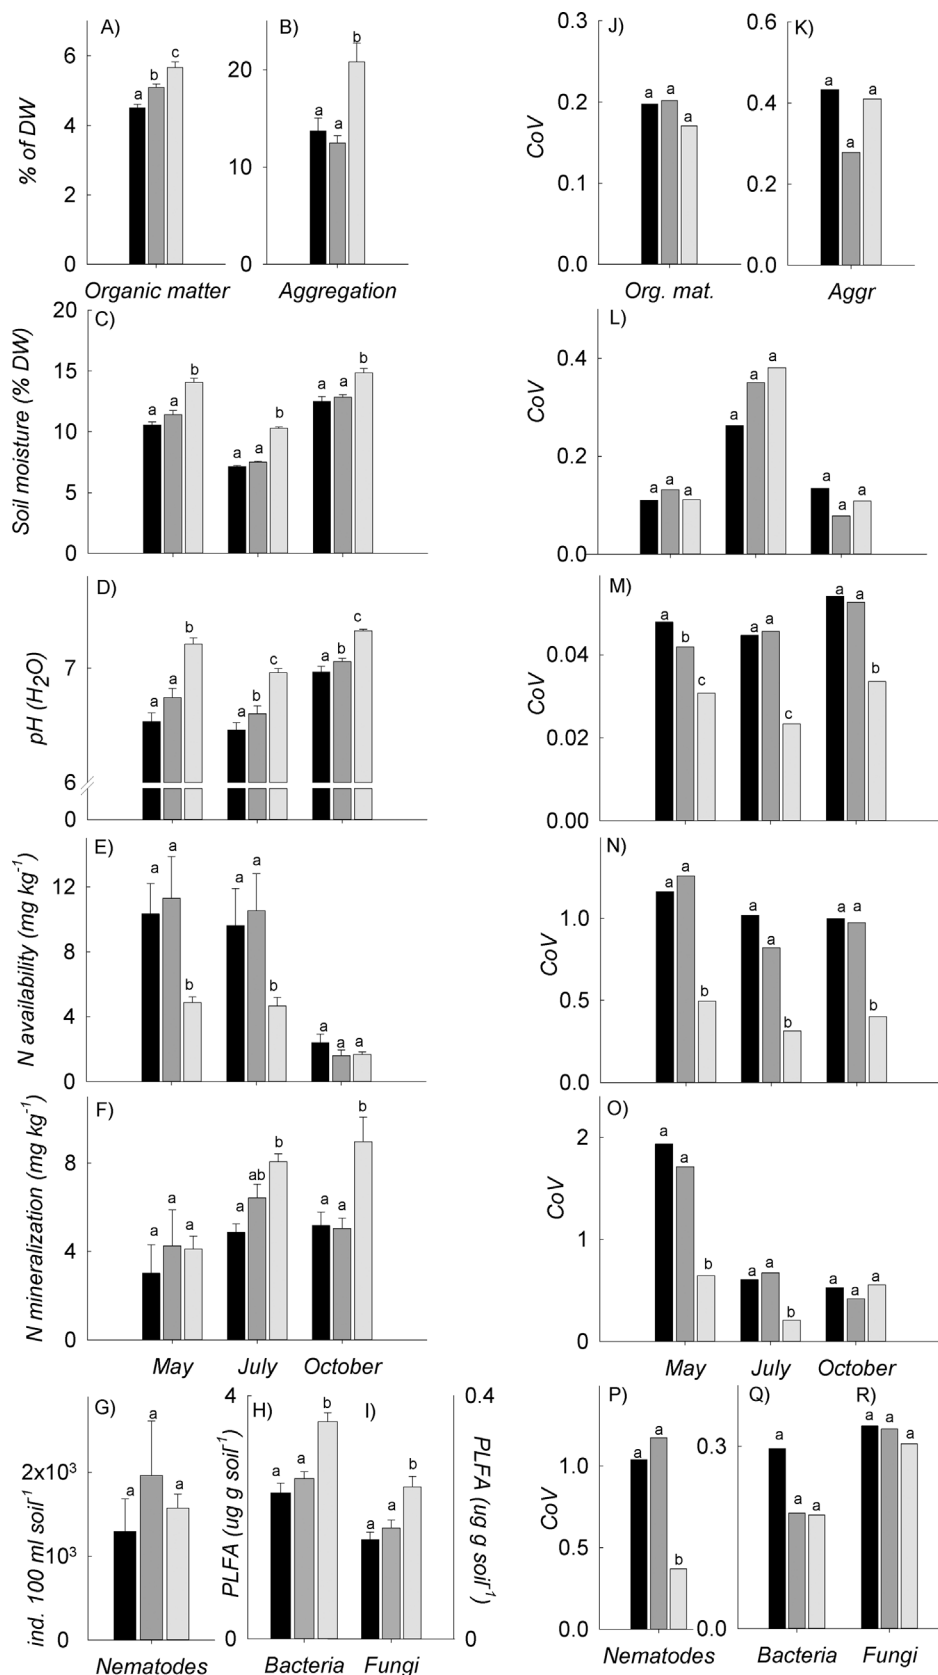 A)
6
4
2
0
% of DW
a
b
c
Organic matter
B)
20
10
0
a
a
b
Aggregation
J)
0.3
0.2
0.1
0.0
CoV
a
a
a
Org. mat.
K)
0.6
0.4
0.2
0.0
a
a
a
Aggr
C)
20
15
10
5
0
Soil moisture (% DW)
a
a
b
a
a
b
a
a
b
L)
0.4
0.2
0.0
CoV
a
a
a
a
a
a
a
a
a
D)
7
6
0
pH (H2O)
a
a
b
a
b
c
a
b
c
M)
0.04
0.02
0.00
CoV
a
b
c
a
a
c
a
a
b
E)
12
8
4
0
N availability (mg kg-1)
a
a
b
a
a
b
a
a
a
N)
1.0
0.5
0.0
CoV
a
a
b
a
a
b
a
a
b
F)
8
4
0
N mineralization (mg kg-1)
a
a
a
a
ab
b
a
a
b
May July October
O)
2
1
0
CoV
a
a
b
a
a
b
a
a
a
May July October
G)
2x10³
10³
0
ind. 100 ml soil-1
a
a
a
Nematodes
H)
4
0
PLFA (ug g soil-1)
a
a
b
Bacteria
I)
0.4
0
PLFA (ug g soil-1)
a
a
b
Fungi
P)
1.0
0.5
0.0
CoV
a
a
b
Nematodes
Q)
0.3
0.0
a
a
a
Bacteria
R)
a
a
a
Fungi